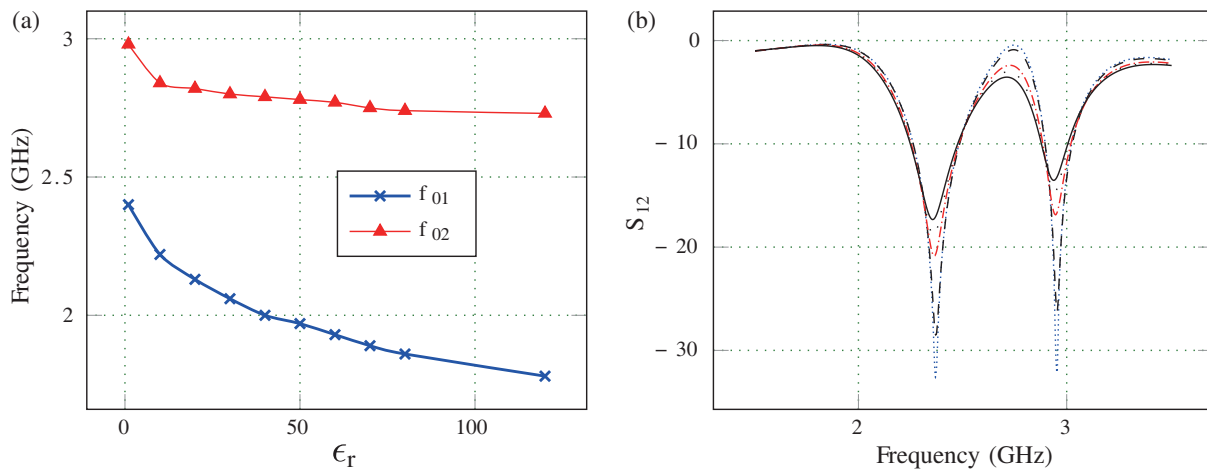 (a)
3
2.5
2
Frequency (GHz)
f 01
f 02
0
50
100
ϵr
(b)
0
− 10
− 20
− 30
S12
2
3
Frequency (GHz)